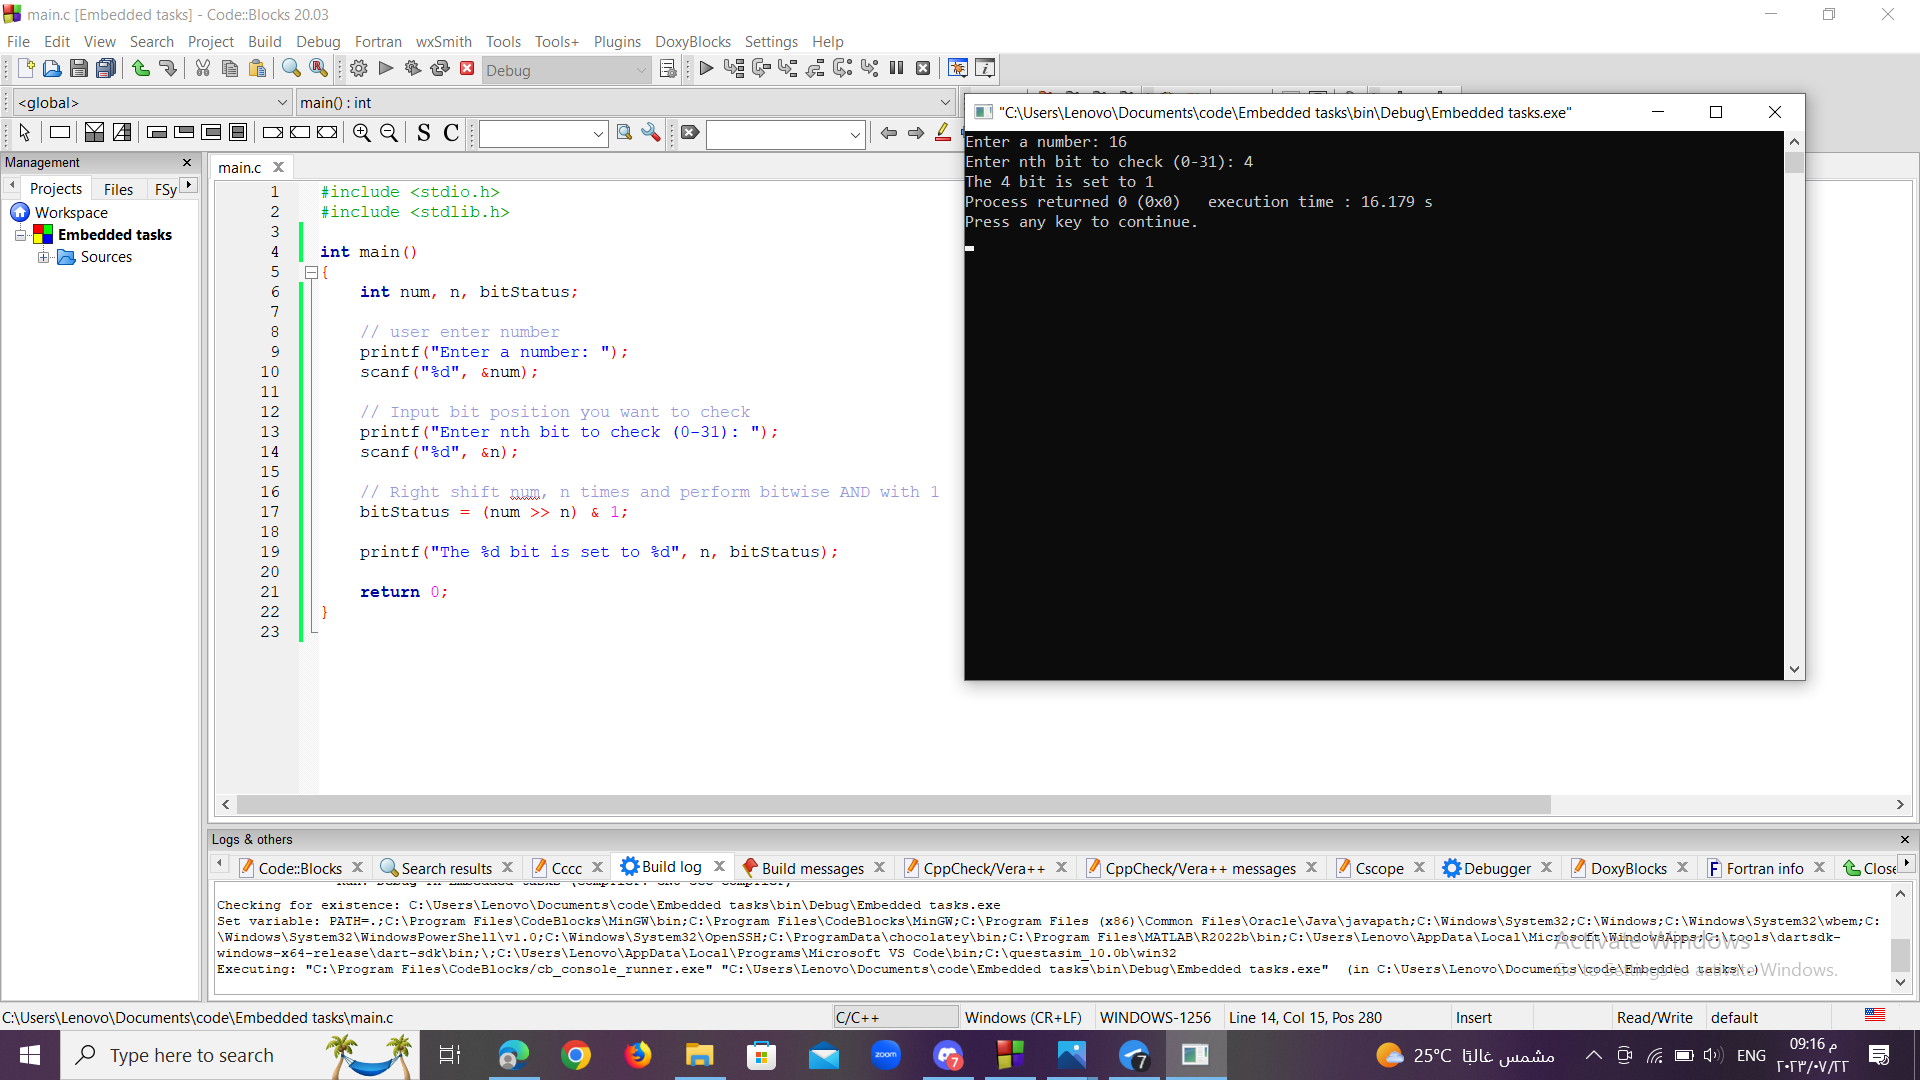 main.c [Embedded tasks] - Code::Blocks 20.03
File Edit View Search Project Build Debug Fortran wxSmith Tools Tools+ Plugins DoxyBlocks Settings Help
Debug
<global>
main() : int
S C
Management
Projects Files FSy
Workspace
Embedded tasks
Sources
main.c
1 #include <stdio.h>
2 #include <stdlib.h>
3
4 int main()
5 {
6 int num, n, bitStatus;
7
8 // user enter number
9 printf("Enter a number: ");
10 scanf("%d", &num);
11
12 // Input bit position you want to check
13 printf("Enter nth bit to check (0-31): ");
14 scanf("%d", &n);
15
16 // Right shift num, n times and perform bitwise AND with 1
17 bitStatus = (num >> n) & 1;
18
19 printf("The %d bit is set to %d", n, bitStatus);
20
21 return 0;
22 }
23
"C:\Users\Lenovo\Documents\code\Embedded tasks\bin\Debug\Embedded tasks.exe"
Enter a number: 16
Enter nth bit to check (0-31): 4
The 4 bit is set to 1
Process returned 0 (0x0) execution time : 16.179 s
Press any key to continue.
Logs & others
Code::Blocks Search results Cccc Build log Build messages CppCheck/Vera++ CppCheck/Vera++ messages Cscope Debugger DoxyBlocks Fortran info Close
Checking for existence: C:\Users\Lenovo\Documents\code\Embedded tasks\bin\Debug\Embedded tasks.exe
Set variable: PATH=.;C:\Program Files\CodeBlocks\MinGW\bin;C:\Program Files\CodeBlocks\MinGW;C:\Program Files (x86)\Common Files\Oracle\Java\javapath;C:\Windows\System32;C:\Windows;C:\Windows\System32\wbem;C:
\Windows\System32\WindowsPowerShell\v1.0;C:\Windows\System32\OpenSSH;C:\ProgramData\chocolatey\bin;C:\Program Files\MATLAB\R2022b\bin;C:\Users\Lenovo\AppData\Local\Microsoft\WindowsApps;C:\tools\dartsdk-
windows-x64-release\dart-sdk\bin;\;C:\Users\Lenovo\AppData\Local\Programs\Microsoft VS Code\bin;C:\questasim_10.0b\win32
Executing: "C:\Program Files\CodeBlocks/cb_console_runner.exe" "C:\Users\Lenovo\Documents\code\Embedded tasks\bin\Debug\Embedded tasks.exe" (in C:\Users\Lenovo\Documents\code\Embedded tasks\.)
Activate Windows
Go to Settings to activate Windows.
C:\Users\Lenovo\Documents\code\Embedded tasks\main.c
C/C++
Windows (CR+LF) WINDOWS-1256 Line 14, Col 15, Pos 280 Insert Read/Write default
Type here to search
zoom
7
7
25°C مشمس غالبًا
ENG
09:16 م
٢٠٢٣/٠٧/٢٢